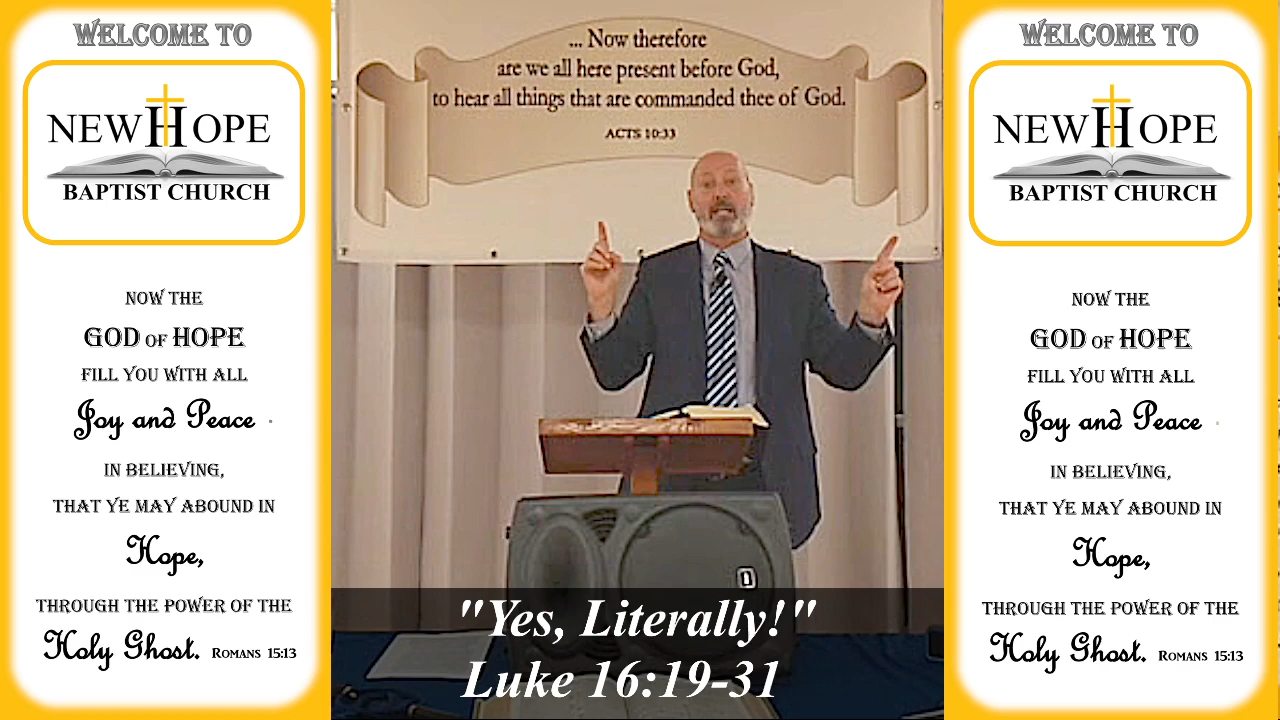 WELCOME TO
NEW HOPE
BAPTIST CHURCH
NOW THE
GOD OF HOPE
FILL YOU WITH ALL
Joy and Peace
IN BELIEVING,
THAT YE MAY ABOUND IN
Hope,
THROUGH THE POWER OF THE
Holy Ghost. ROMANS 15:13
... Now therefore
are we all here present before God,
to hear all things that are commanded thee of God.
ACTS 10:33
"Yes, Literally!"
Luke 16:19-31
WELCOME TO
NEW HOPE
BAPTIST CHURCH
NOW THE
GOD OF HOPE
FILL YOU WITH ALL
Joy and Peace
IN BELIEVING,
THAT YE MAY ABOUND IN
Hope,
THROUGH THE POWER OF THE
Holy Ghost. ROMANS 15:13